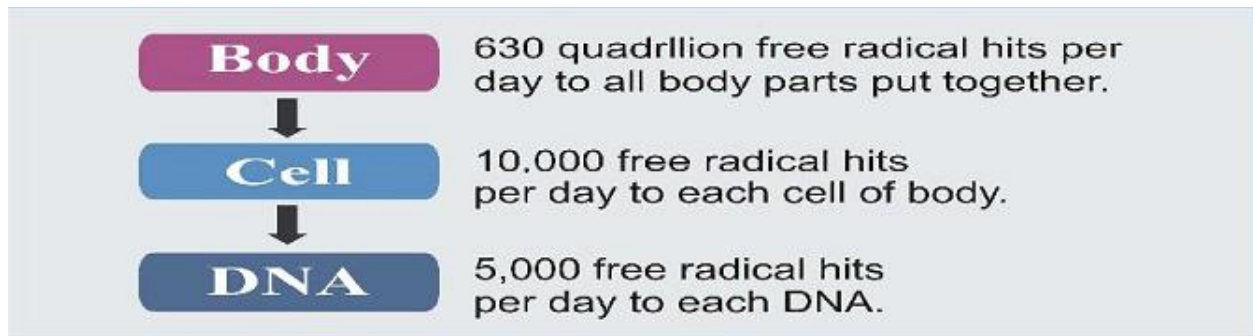 Body
630 quadrllion free radical hits per
day to all body parts put together.
Cell
10,000 free radical hits
per day to each cell of body.
DNA
5,000 free radical hits
per day to each DNA.